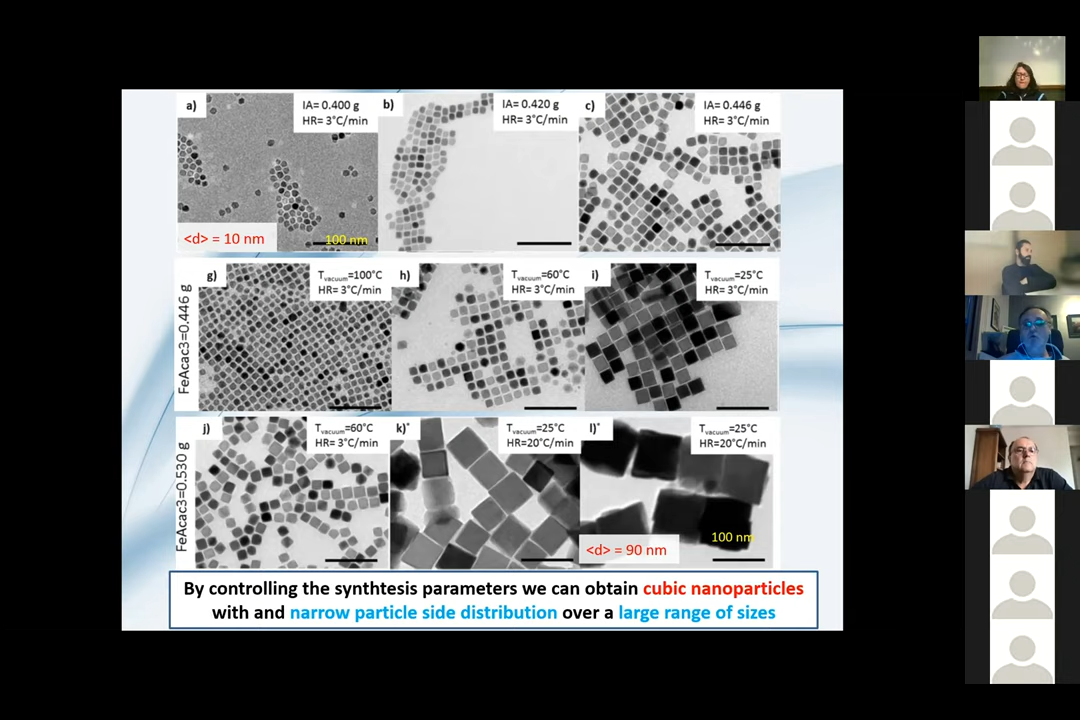 a)
IA= 0.400 g
HR= 3°C/min
<d> = 10 nm
100 nm
b)
IA= 0.420 g
HR= 3°C/min
c)
IA= 0.446 g
HR= 3°C/min
FeAcac3=0.446 g
g)
Tvacuum=100°C
HR= 3°C/min
h)
Tvacuum=60°C
HR= 3°C/min
i)
Tvacuum=25°C
HR= 3°C/min
FeAcac3=0.530 g
j)
Tvacuum=60°C
HR= 3°C/min
k)*
Tvacuum=25°C
HR=20°C/min
l)*
Tvacuum=25°C
HR=20°C/min
<d> = 90 nm
100 nm
By controlling the synthtesis parameters we can obtain cubic nanoparticles
with and narrow particle side distribution over a large range of sizes